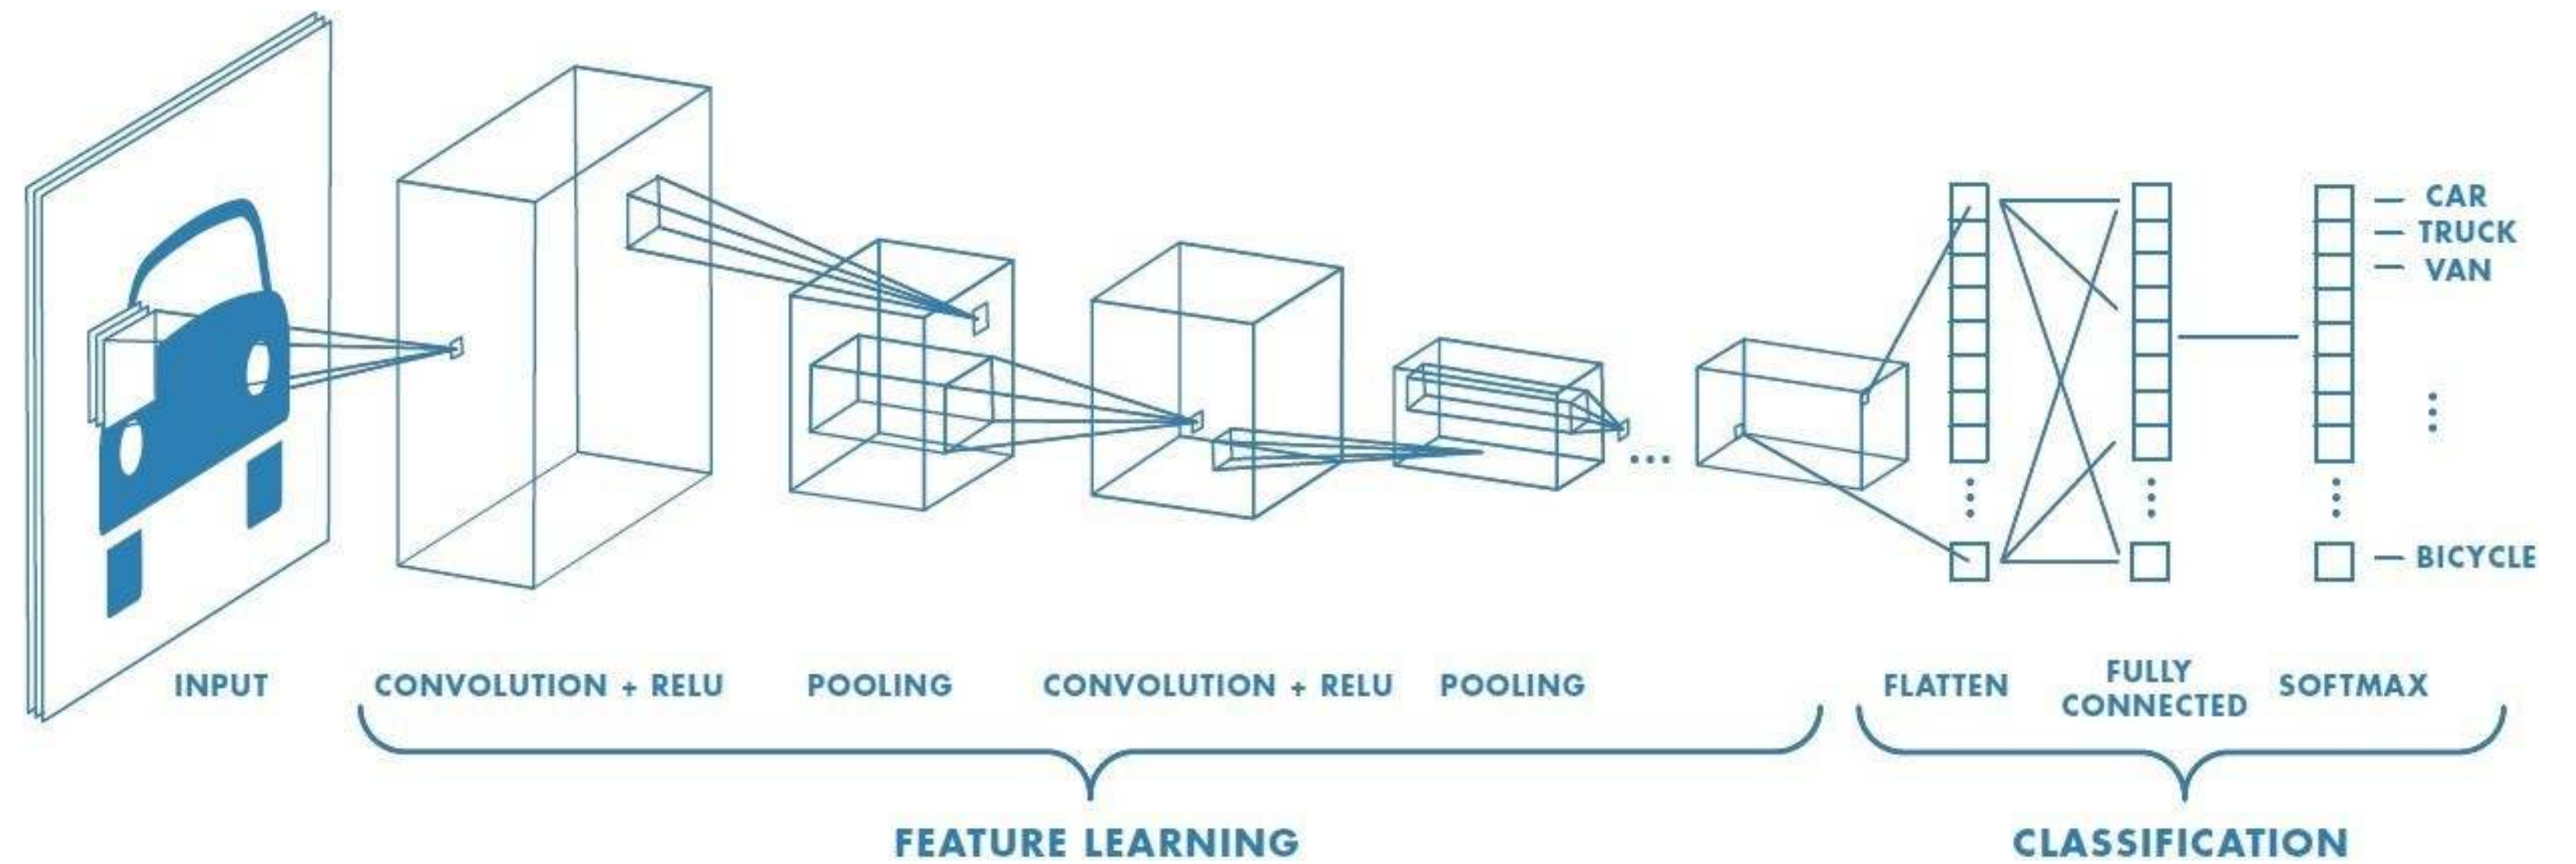 CAR
TRUCK
VAN
BICYCLE
INPUT
CONVOLUTION + RELU
POOLING
CONVOLUTION + RELU
POOLING
FLATTEN
FULLY
CONNECTED
SOFTMAX
FEATURE LEARNING
CLASSIFICATION